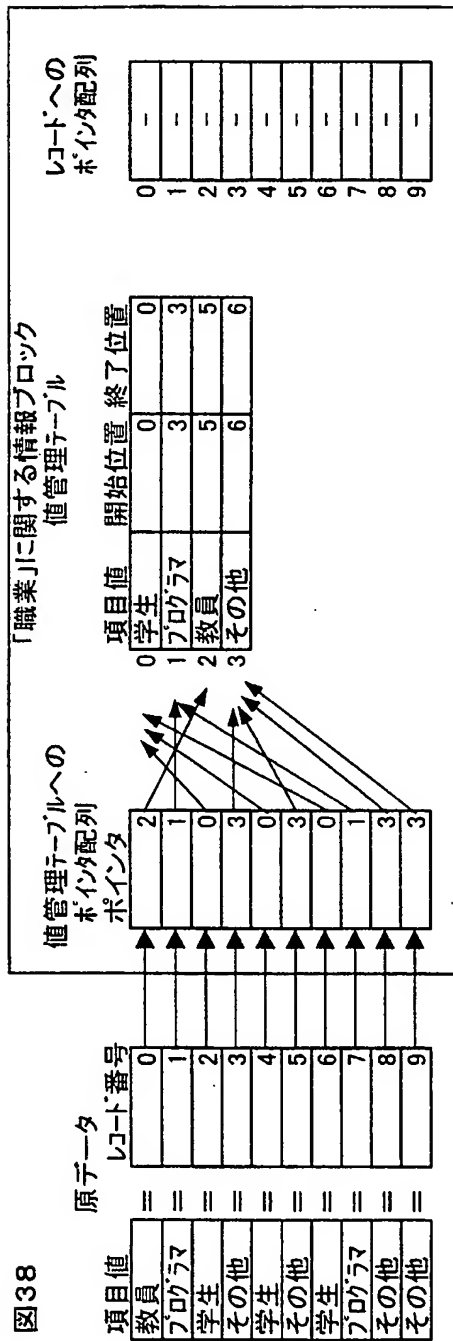 図38
原データ
項目値 レコード番号
教員 = 0
プログラマ = 1
学生 = 2
その他 = 3
学生 = 4
その他 = 5
学生 = 6
プログラマ = 7
その他 = 8
その他 = 9
「職業」に関する情報ブロック
値管理テーブルへの
ポインタ配列
ポインタ
2
1
0
3
0
3
0
1
3
3
値管理テーブル
項目値 開始位置 終了位置
0 学生 0 0
1 プログラマ 3 3
2 教員 5 5
3 その他 6 6
レコードへの
ポインタ配列
0 -
1 -
2 -
3 -
4 -
5 -
6 -
7 -
8 -
9 -